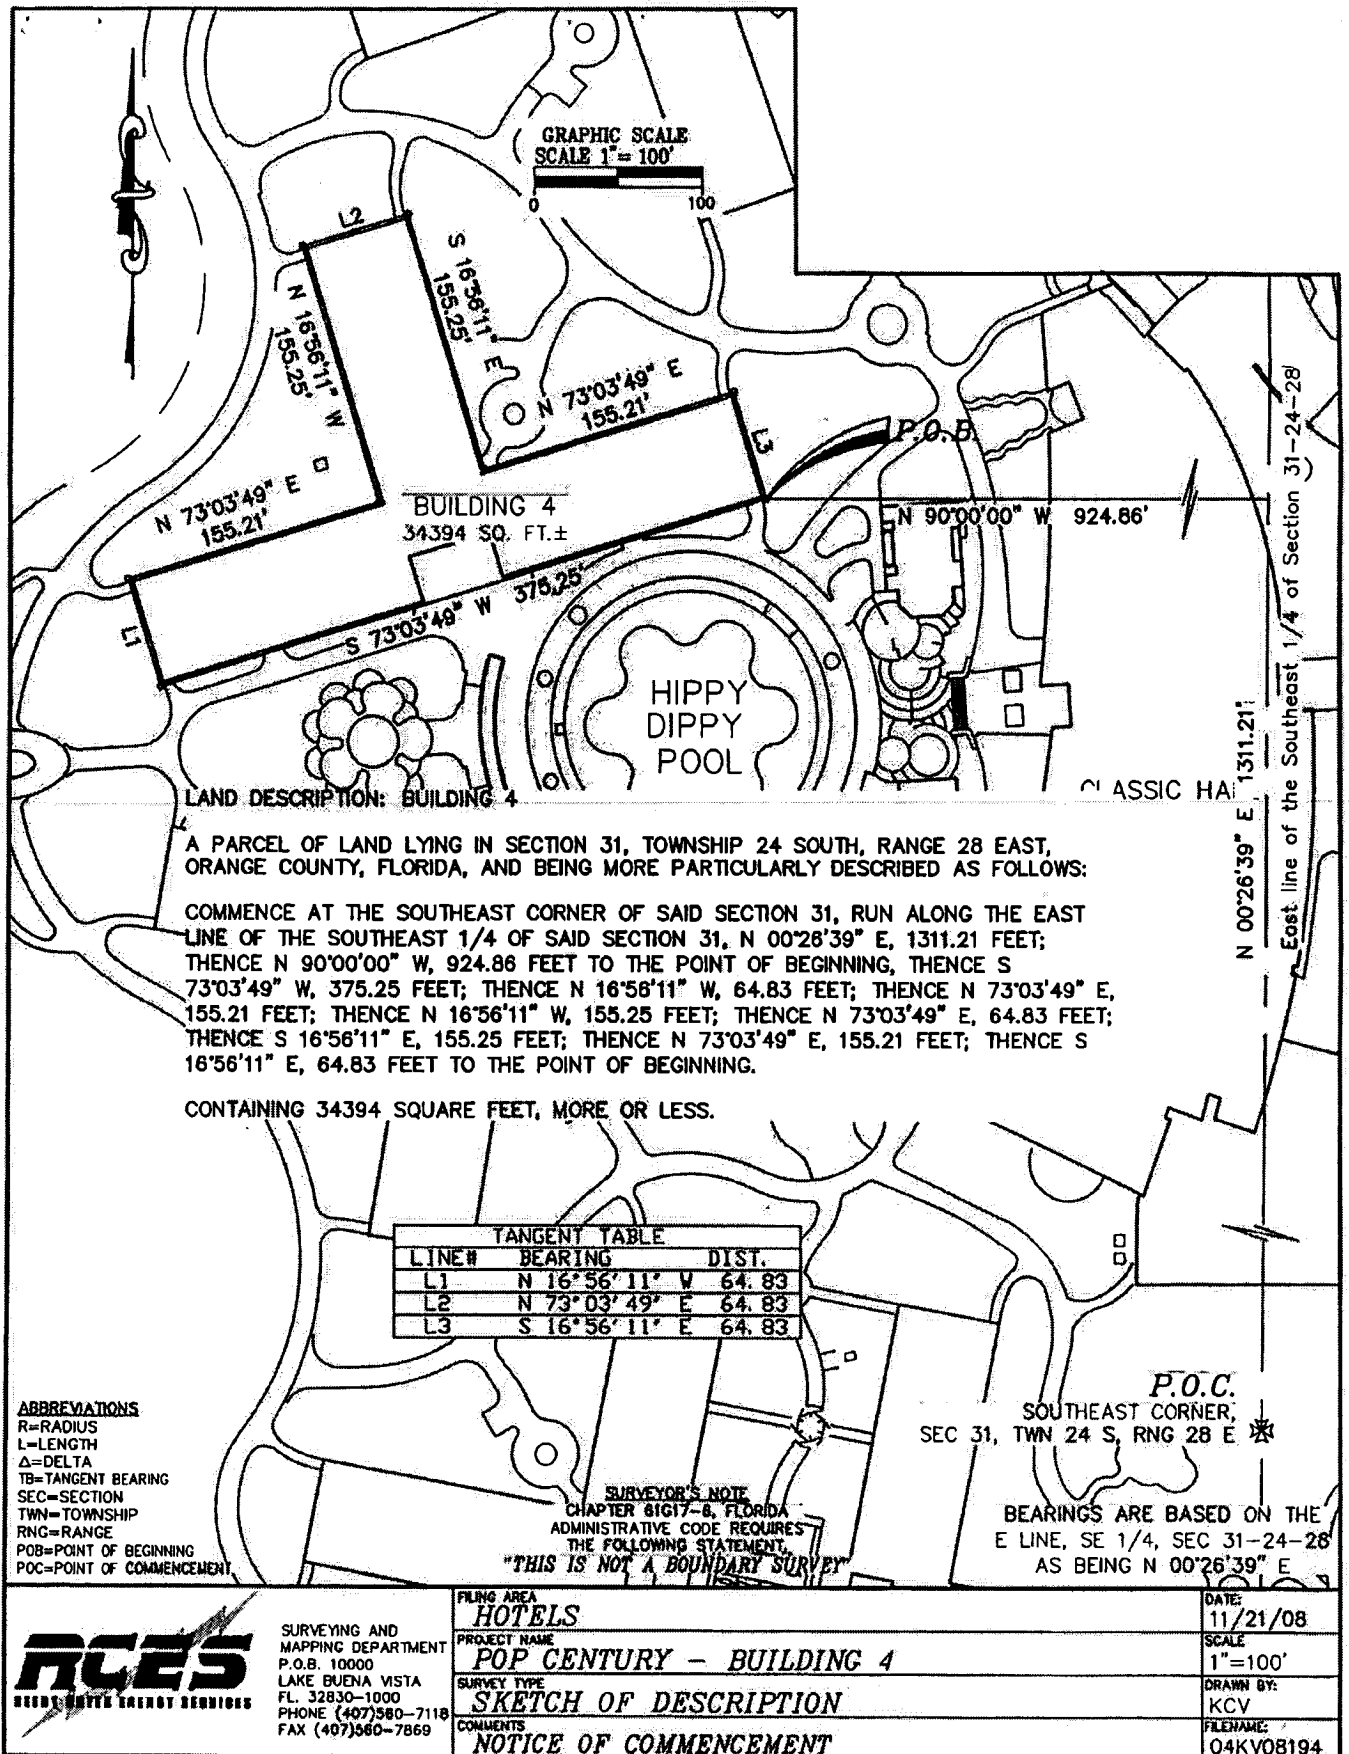 GRAPHIC SCALE
SCALE 1"= 100'
0 100
L2
N 16°56'11" W
155.25'
S 16°56'11" E
155.25'
N 73°03'49" E
155.21'
L3
P.O.B.
N 90°00'00" W 924.86'
N 73°03'49" E
155.21'
BUILDING 4
34394 SQ. FT.±
L1
S 73°03'49" W 375.25'
HIPPY
DIPPY
POOL
CLASSIC HA
N 00°26'39" E 1311.21'
East line of the Southeast 1/4 of Section 31-24-28
LAND DESCRIPTION: BUILDING 4
A PARCEL OF LAND LYING IN SECTION 31, TOWNSHIP 24 SOUTH, RANGE 28 EAST,
ORANGE COUNTY, FLORIDA, AND BEING MORE PARTICULARLY DESCRIBED AS FOLLOWS:
COMMENCE AT THE SOUTHEAST CORNER OF SAID SECTION 31, RUN ALONG THE EAST
LINE OF THE SOUTHEAST 1/4 OF SAID SECTION 31, N 00°26'39" E, 1311.21 FEET;
THENCE N 90°00'00" W, 924.86 FEET TO THE POINT OF BEGINNING, THENCE S
73°03'49" W, 375.25 FEET; THENCE N 16°56'11" W, 64.83 FEET; THENCE N 73°03'49" E,
155.21 FEET; THENCE N 16°56'11" W, 155.25 FEET; THENCE N 73°03'49" E, 64.83 FEET;
THENCE S 16°56'11" E, 155.25 FEET; THENCE N 73°03'49" E, 155.21 FEET; THENCE S
16°56'11" E, 64.83 FEET TO THE POINT OF BEGINNING.
CONTAINING 34394 SQUARE FEET, MORE OR LESS.
TANGENT TABLE
LINE# BEARING DIST.
L1 N 16°56'11" W 64.83
L2 N 73°03'49" E 64.83
L3 S 16°56'11" E 64.83
P.O.C.
SOUTHEAST CORNER,
SEC 31, TWN 24 S, RNG 28 E
ABBREVIATIONS
R=RADIUS
L=LENGTH
Δ=DELTA
TB=TANGENT BEARING
SEC=SECTION
TWN=TOWNSHIP
RNG=RANGE
POB=POINT OF BEGINNING
POC=POINT OF COMMENCEMENT
SURVEYOR'S NOTE
CHAPTER 61G17-6, FLORIDA
ADMINISTRATIVE CODE REQUIRES
THE FOLLOWING STATEMENT,
"THIS IS NOT A BOUNDARY SURVEY"
BEARINGS ARE BASED ON THE
E LINE, SE 1/4, SEC 31-24-28
AS BEING N 00°26'39" E
RCES
REEDY CREEK ENERGY SERVICES
SURVEYING AND
MAPPING DEPARTMENT
P.O.B. 10000
LAKE BUENA VISTA
FL. 32830-1000
PHONE (407)560-7118
FAX (407)560-7869
FILING AREA
HOTELS
PROJECT NAME
POP CENTURY - BUILDING 4
SURVEY TYPE
SKETCH OF DESCRIPTION
COMMENTS
NOTICE OF COMMENCEMENT
DATE:
11/21/08
SCALE
1"=100'
DRAWN BY:
KCV
FILENAME:
04KV08194